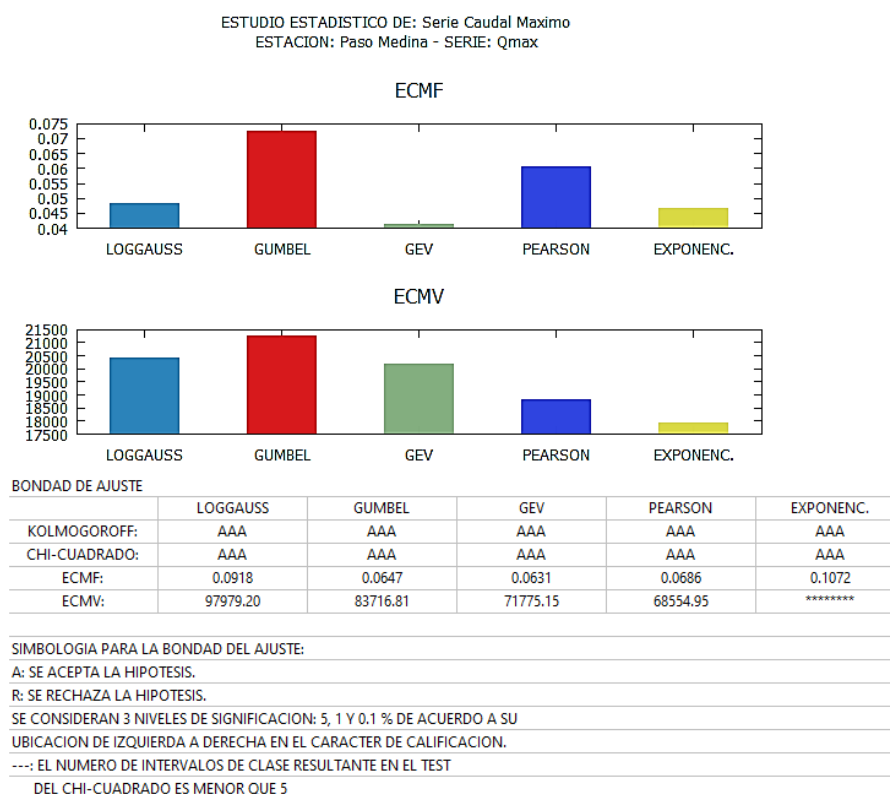 ESTUDIO ESTADISTICO DE: Serie Caudal Maximo
ESTACION: Paso Medina - SERIE: Qmax
ECMF
0.075
0.07
0.065
0.06
0.055
0.05
0.045
0.04
LOGGAUSS GUMBEL GEV PEARSON EXPONENC.
ECMV
21500
21000
20500
20000
19500
19000
18500
18000
17500
LOGGAUSS GUMBEL GEV PEARSON EXPONENC.
BONDAD DE AJUSTE
LOGGAUSS GUMBEL GEV PEARSON EXPONENC.
KOLMOGOROFF: AAA AAA AAA AAA AAA
CHI-CUADRADO: AAA AAA AAA AAA AAA
ECMF: 0.0918 0.0647 0.0631 0.0686 0.1072
ECMV: 97979.20 83716.81 71775.15 68554.95 ********
SIMBOLOGIA PARA LA BONDAD DEL AJUSTE:
A: SE ACEPTA LA HIPOTESIS.
R: SE RECHAZA LA HIPOTESIS.
SE CONSIDERAN 3 NIVELES DE SIGNIFICACION: 5, 1 Y 0.1 % DE ACUERDO A SU
UBICACION DE IZQUIERDA A DERECHA EN EL CARACTER DE CALIFICACION.
---: EL NUMERO DE INTERVALOS DE CLASE RESULTANTE EN EL TEST
DEL CHI-CUADRADO ES MENOR QUE 5